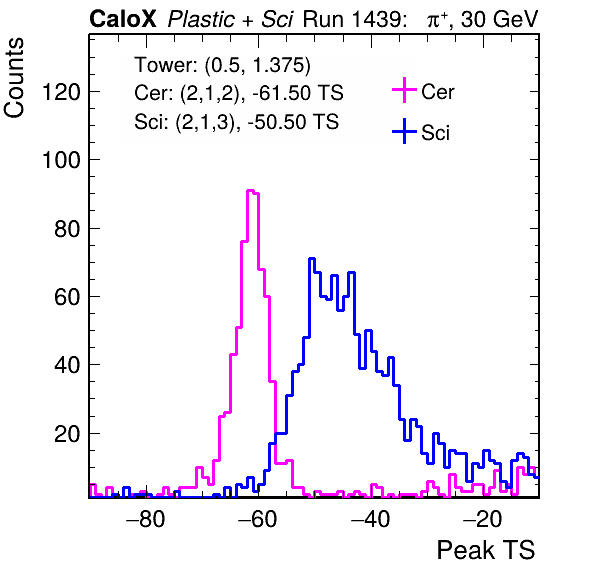 CaloX Plastic + Sci Run 1439: π⁺, 30 GeV
Tower: (0.5, 1.375)
Cer: (2,1,2), -61.50 TS
Sci: (2,1,3), -50.50 TS
Cer
Sci
Counts
120
100
80
60
40
20
−80 −60 −40 −20
Peak TS